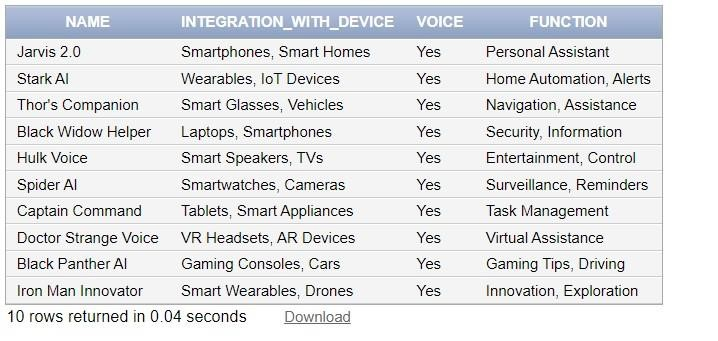 NAME INTEGRATION_WITH_DEVICE VOICE FUNCTION
Jarvis 2.0 Smartphones, Smart Homes Yes Personal Assistant
Stark AI Wearables, IoT Devices Yes Home Automation, Alerts
Thor's Companion Smart Glasses, Vehicles Yes Navigation, Assistance
Black Widow Helper Laptops, Smartphones Yes Security, Information
Hulk Voice Smart Speakers, TVs Yes Entertainment, Control
Spider AI Smartwatches, Cameras Yes Surveillance, Reminders
Captain Command Tablets, Smart Appliances Yes Task Management
Doctor Strange Voice VR Headsets, AR Devices Yes Virtual Assistance
Black Panther AI Gaming Consoles, Cars Yes Gaming Tips, Driving
Iron Man Innovator Smart Wearables, Drones Yes Innovation, Exploration
10 rows returned in 0.04 seconds Download